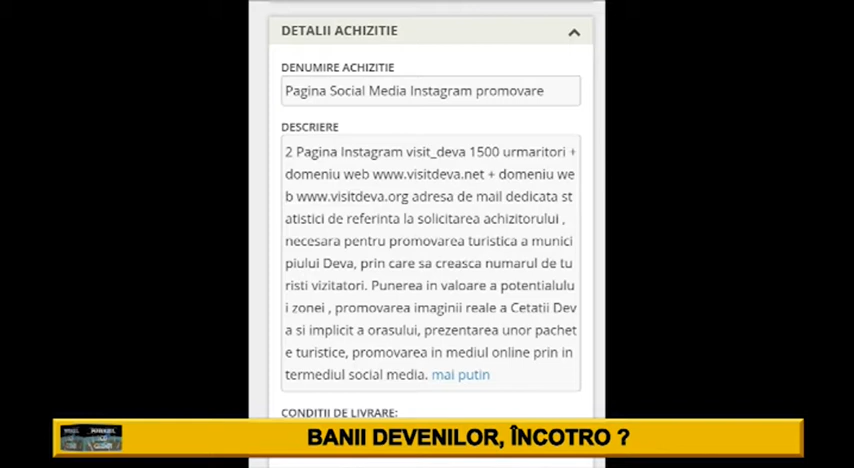 DETALII ACHIZITIE
DENUMIRE ACHIZITIE
Pagina Social Media Instagram promovare
DESCRIERE
2 Pagina Instagram visit_deva 1500 urmaritori +
domeniu web www.visitdeva.net + domeniu we
b www.visitdeva.org adresa de mail dedicata st
atistici de referinta la solicitarea achizitorului ,
necesara pentru promovarea turistica a munici
piului Deva, prin care sa creasca numarul de tu
risti vizitatori. Punerea in valoare a potentialulu
i zonei , promovarea imaginii reale a Cetatii Dev
a si implicit a orasului, prezentarea unor pachet
e turistice, promovarea in mediul online prin in
termediul social media. mai putin
CONDITII DE LIVRARE:
BANII DEVENILOR, ÎNCOTRO ?